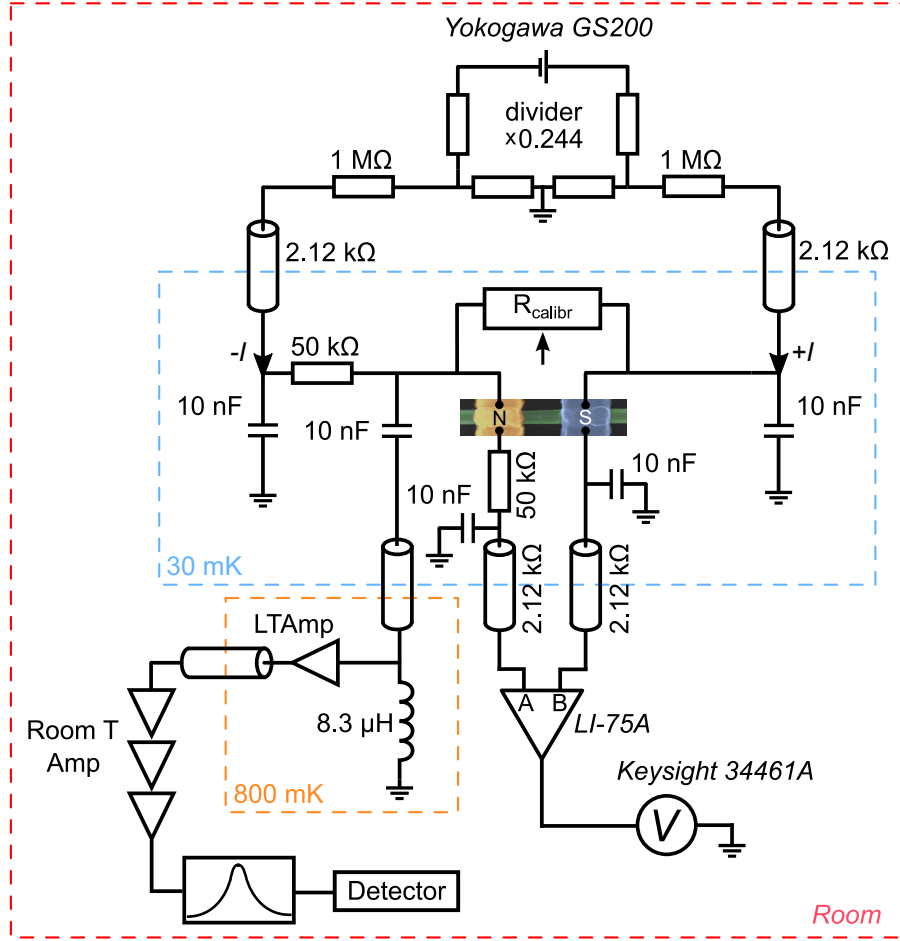 Yokogawa GS200
divider
×0.244
1 MΩ
1 MΩ
2.12 kΩ
2.12 kΩ
R calibr
-I
50 kΩ
+I
10 nF
10 nF
N
S
10 nF
10 nF
50 kΩ
10 nF
30 mK
2.12 kΩ
2.12 kΩ
LTAmp
A
B
LI-75A
8.3 µH
Room T
Amp
Keysight 34461A
800 mK
V
Detector
Room